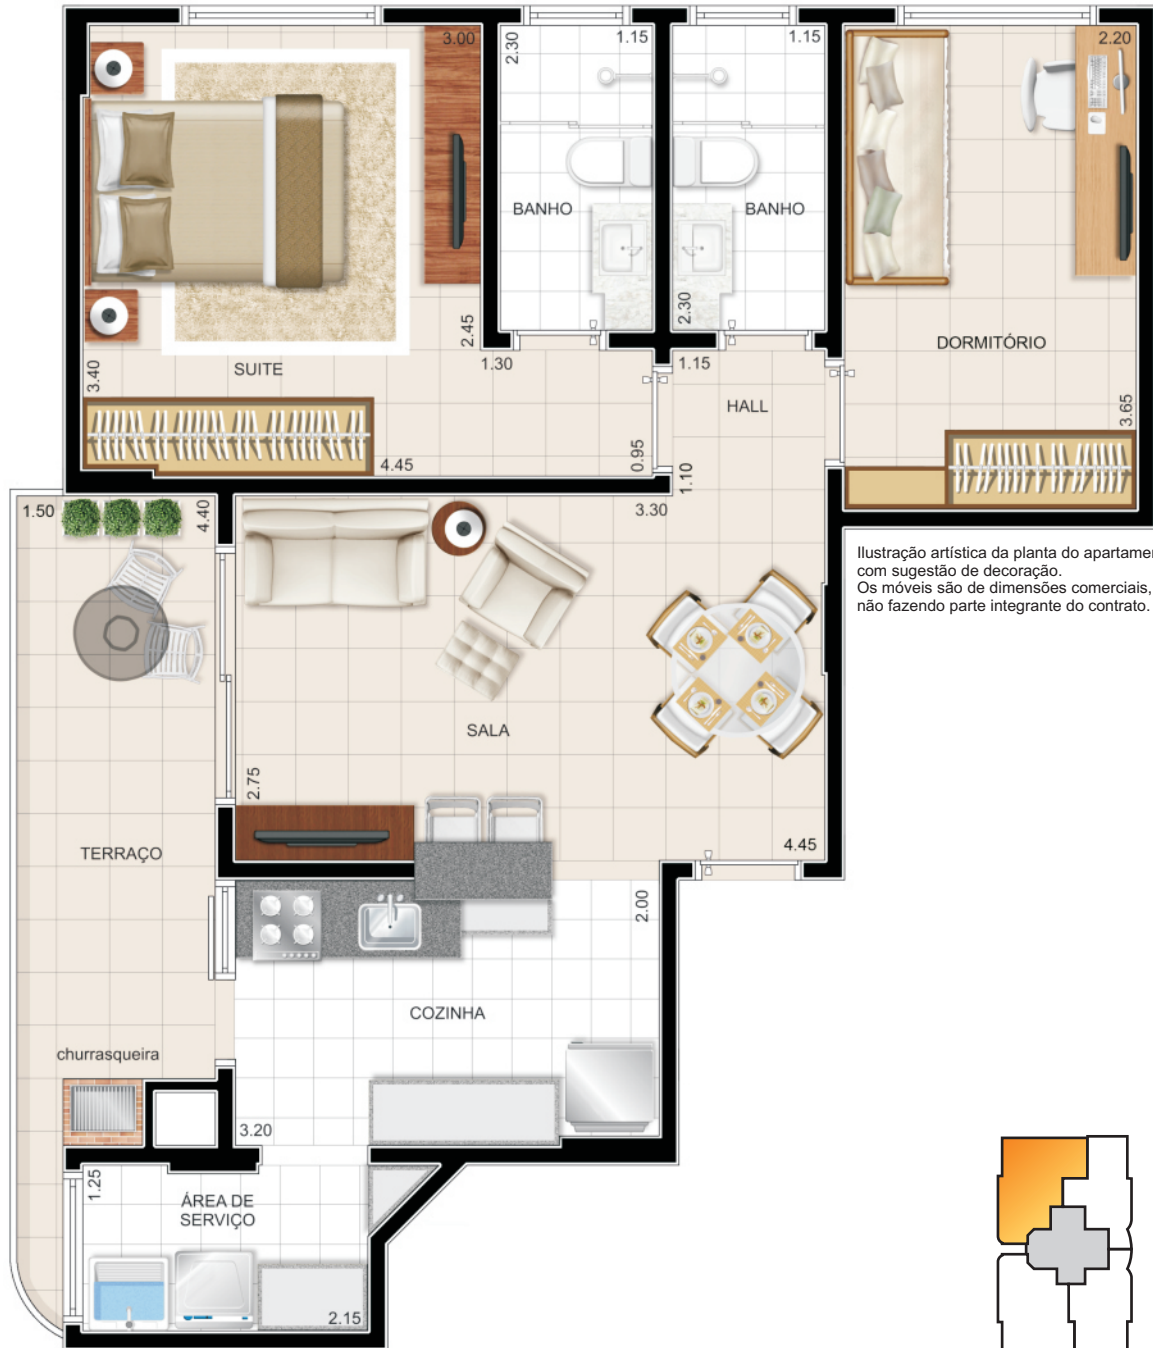 3.00
2.30
1.15
1.15
2.20
BANHO
BANHO
2.30
2.45
DORMITÓRIO
3.40
SUITE
1.30
1.15
HALL
3.65
4.45
0.95
1.10
1.50
4.40
3.30
Ilustração artística da planta do
com sugestão de decoração.
Os móveis são de dimensões comerciais,
não fazendo parte integrante do contrato.
SALA
2.75
TERRAÇO
4.45
2.00
COZINHA
churrasqueira
3.20
1.25
ÁREA DE
SERVIÇO
2.15